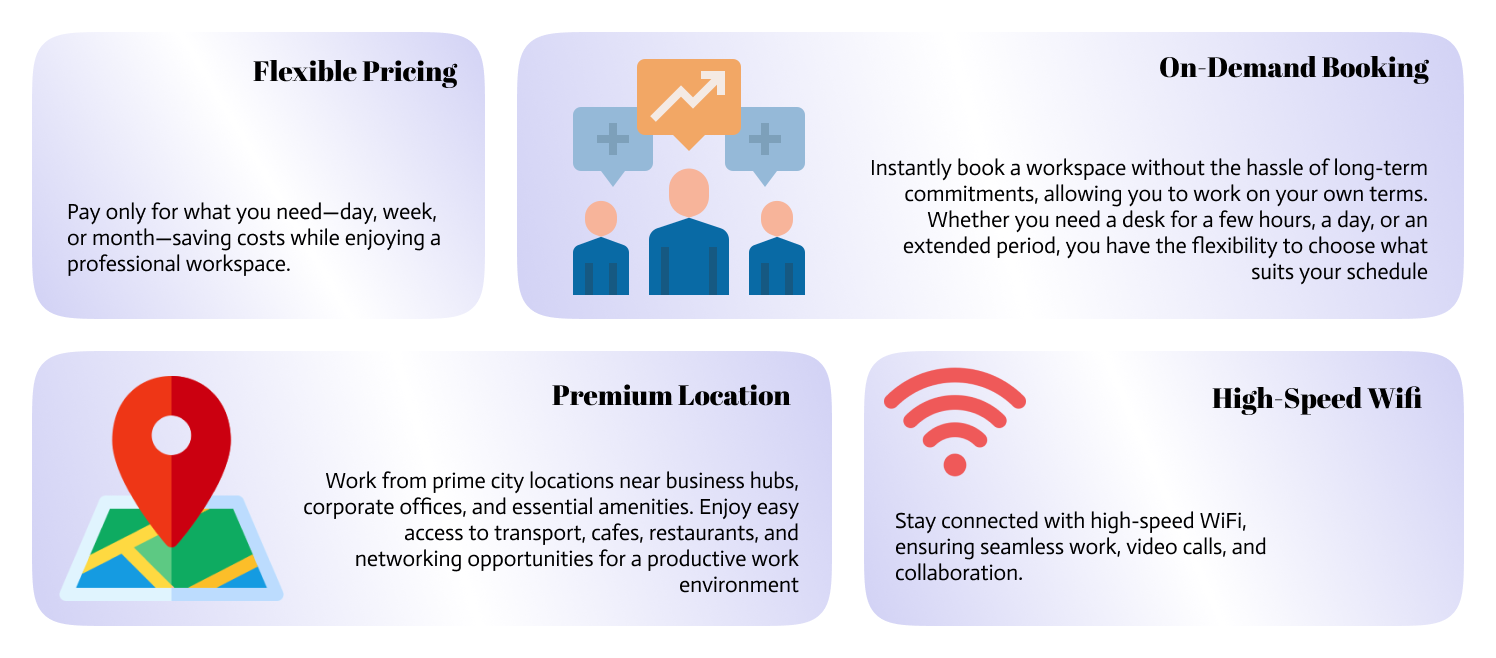 Flexible Pricing
Pay only for what you need—day, week,
or month—saving costs while enjoying a
professional workspace.
On-Demand Booking
Instantly book a workspace without the hassle of long-term
commitments, allowing you to work on your own terms.
Whether you need a desk for a few hours, a day, or an
extended period, you have the flexibility to choose what
suits your schedule
Premium Location
Work from prime city locations near business hubs,
corporate offices, and essential amenities. Enjoy easy
access to transport, cafes, restaurants, and
networking opportunities for a productive work
environment
High-Speed Wifi
Stay connected with high-speed WiFi,
ensuring seamless work, video calls, and
collaboration.